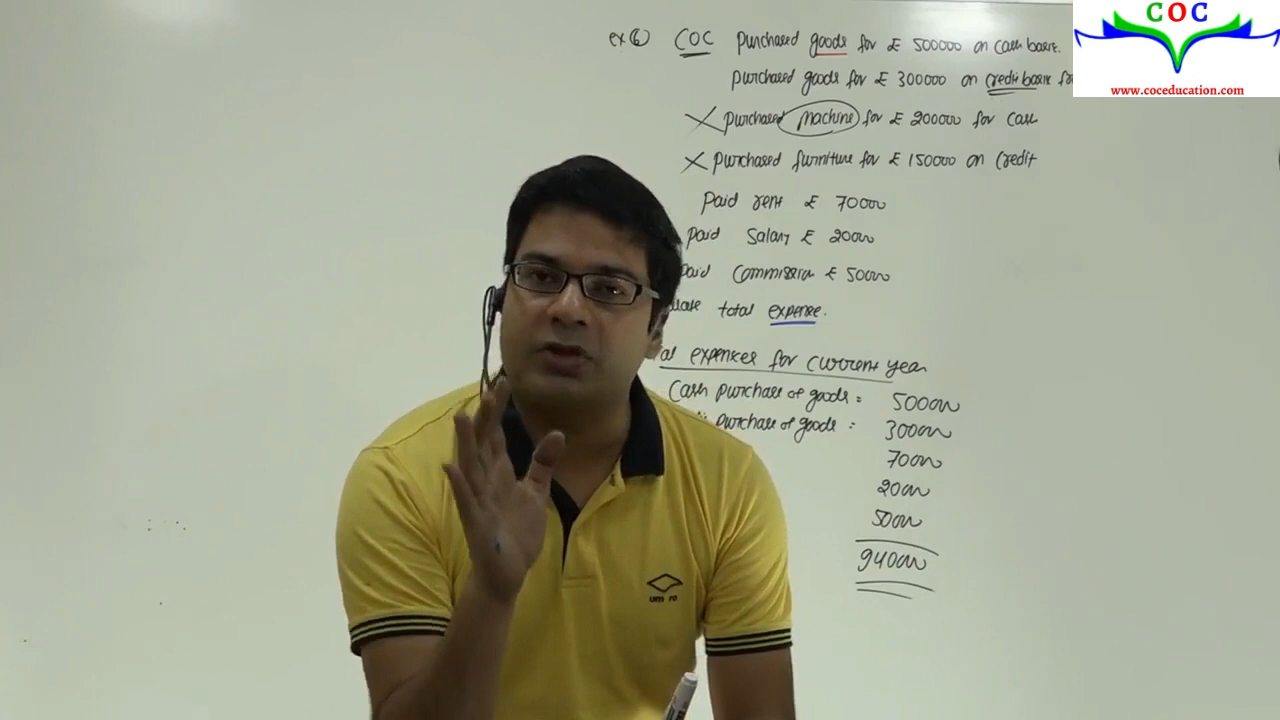 COC
www.coceducation.com
ex 6 COC purchased goods for £ 500000 on cash basis.
purchased goods for £ 300000 on credit basis
X purchased machine for £ 200000 for cash
X purchased furniture for £ 150000 on credit
paid rent £ 70000
paid salary £ 20000
paid commission £ 50000
total expense.
expenses for current year
Cash purchase of goods = 500000
purchase of goods = 300000
70000
20000
50000
940000